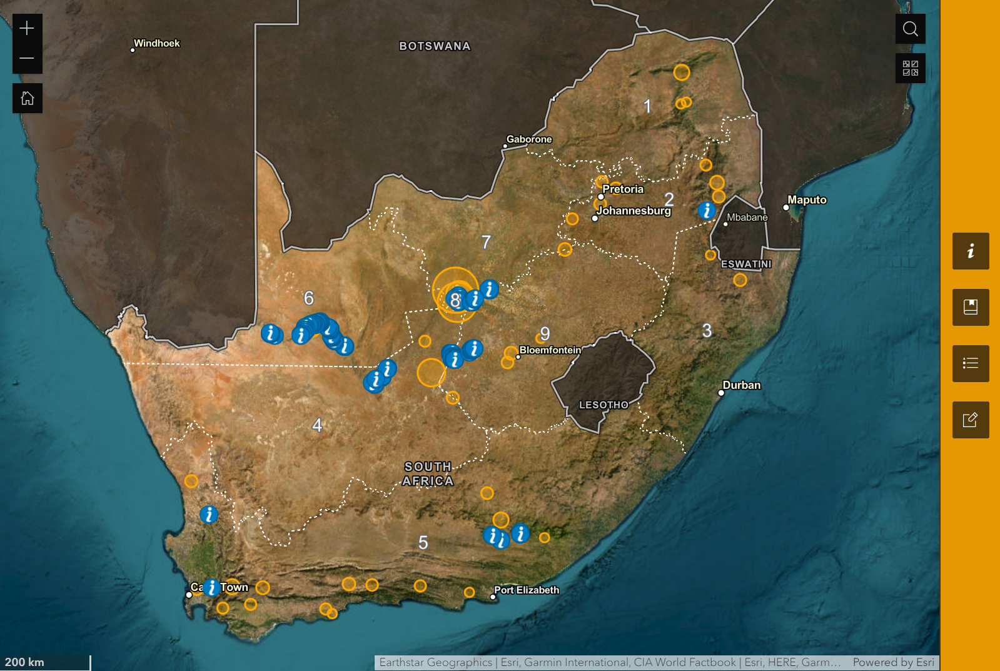 Windhoek
BOTSWANA
1
Gaborone
Pretoria
2
Maputo
Johannesburg
Mbabane
7
ESWATINI
6
8
3
9
Bloemfontein
Durban
LESOTHO
4
SOUTH
AFRICA
5
Town
Port Elizabeth
200 km
Earthstar Geographics | Esri, Garmin International, CIA World Factbook | Esri, HERE, Garm...
Powered by Esri